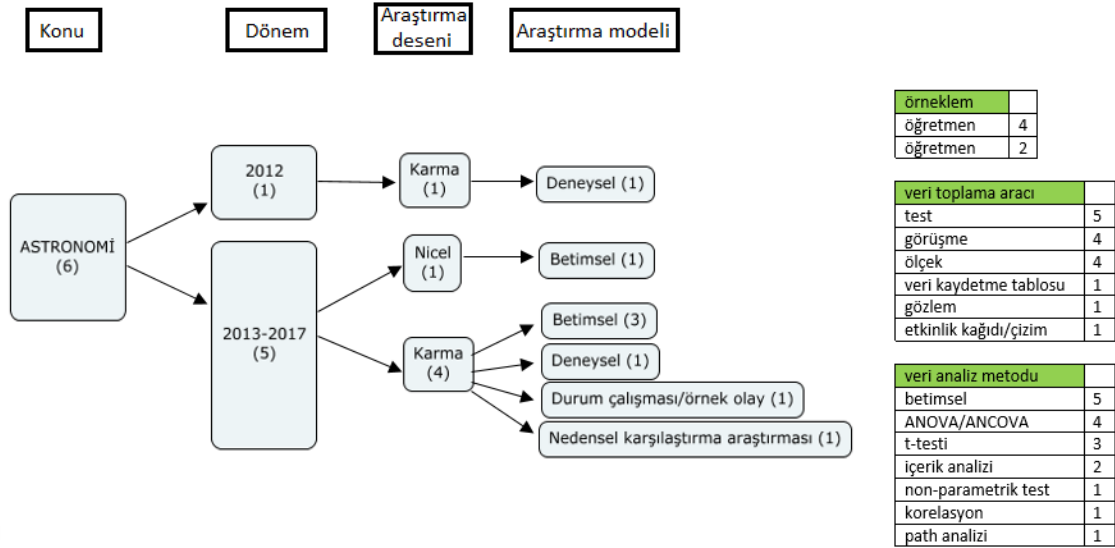 Konu
Dönem
Araştırma
deseni
Araştırma modeli
ASTRONOMİ
(6)
2012
(1)
Karma
(1)
Deneysel (1)
2013-2017
(5)
Nicel
(1)
Betimsel (1)
Karma
(4)
Betimsel (3)
Deneysel (1)
Durum çalışması/örnek olay (1)
Nedensel karşılaştırma araştırması (1)
örneklem
öğretmen 4
öğretmen 2
veri toplama aracı
test 5
görüşme 4
ölçek 4
veri kaydetme tablosu 1
gözlem 1
etkinlik kağıdı/çizim 1
veri analiz metodu
betimsel 5
ANOVA/ANCOVA 4
t-testi 3
içerik analizi 2
non-parametrik test 1
korelasyon 1
path analizi 1